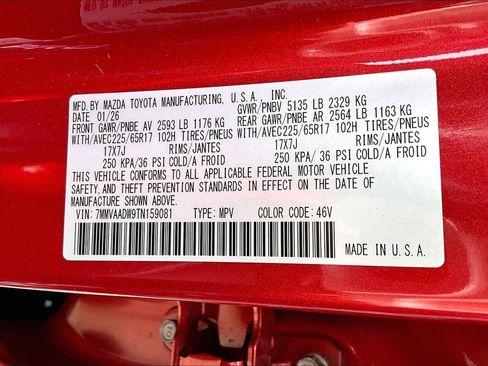 MFD. BY MAZDA TOYOTA MANUFACTURING, U.S.A., INC.
DATE 01/26 GVWR/PNBV 5135 LB 2329 KG
FRONT GAWR/PNBE AV 2593 LB 1176 KG REAR GAWR/PNBE AR 2564 LB 1163 KG
WITH/AVEC225/65R17 102H TIRES/PNEUS WITH/AVEC225/65R17 102H TIRES/PNEUS
17X7J RIMS/JANTES 17X7J RIMS/JANTES
250 KPA/ 36 PSI COLD/A FROID 250 KPA/ 36 PSI COLD/A FROID
THIS VEHICLE CONFORMS TO ALL APPLICABLE FEDERAL MOTOR VEHICLE
SAFETY, AND THEFT PREVENTION STANDARDS IN EFFECT ON THE DATE OF
MANUFACTURE SHOWN ABOVE.
VIN: 7MMVAADW9TN159081 TYPE: MPV COLOR CODE: 46V
MADE IN U.S.A.